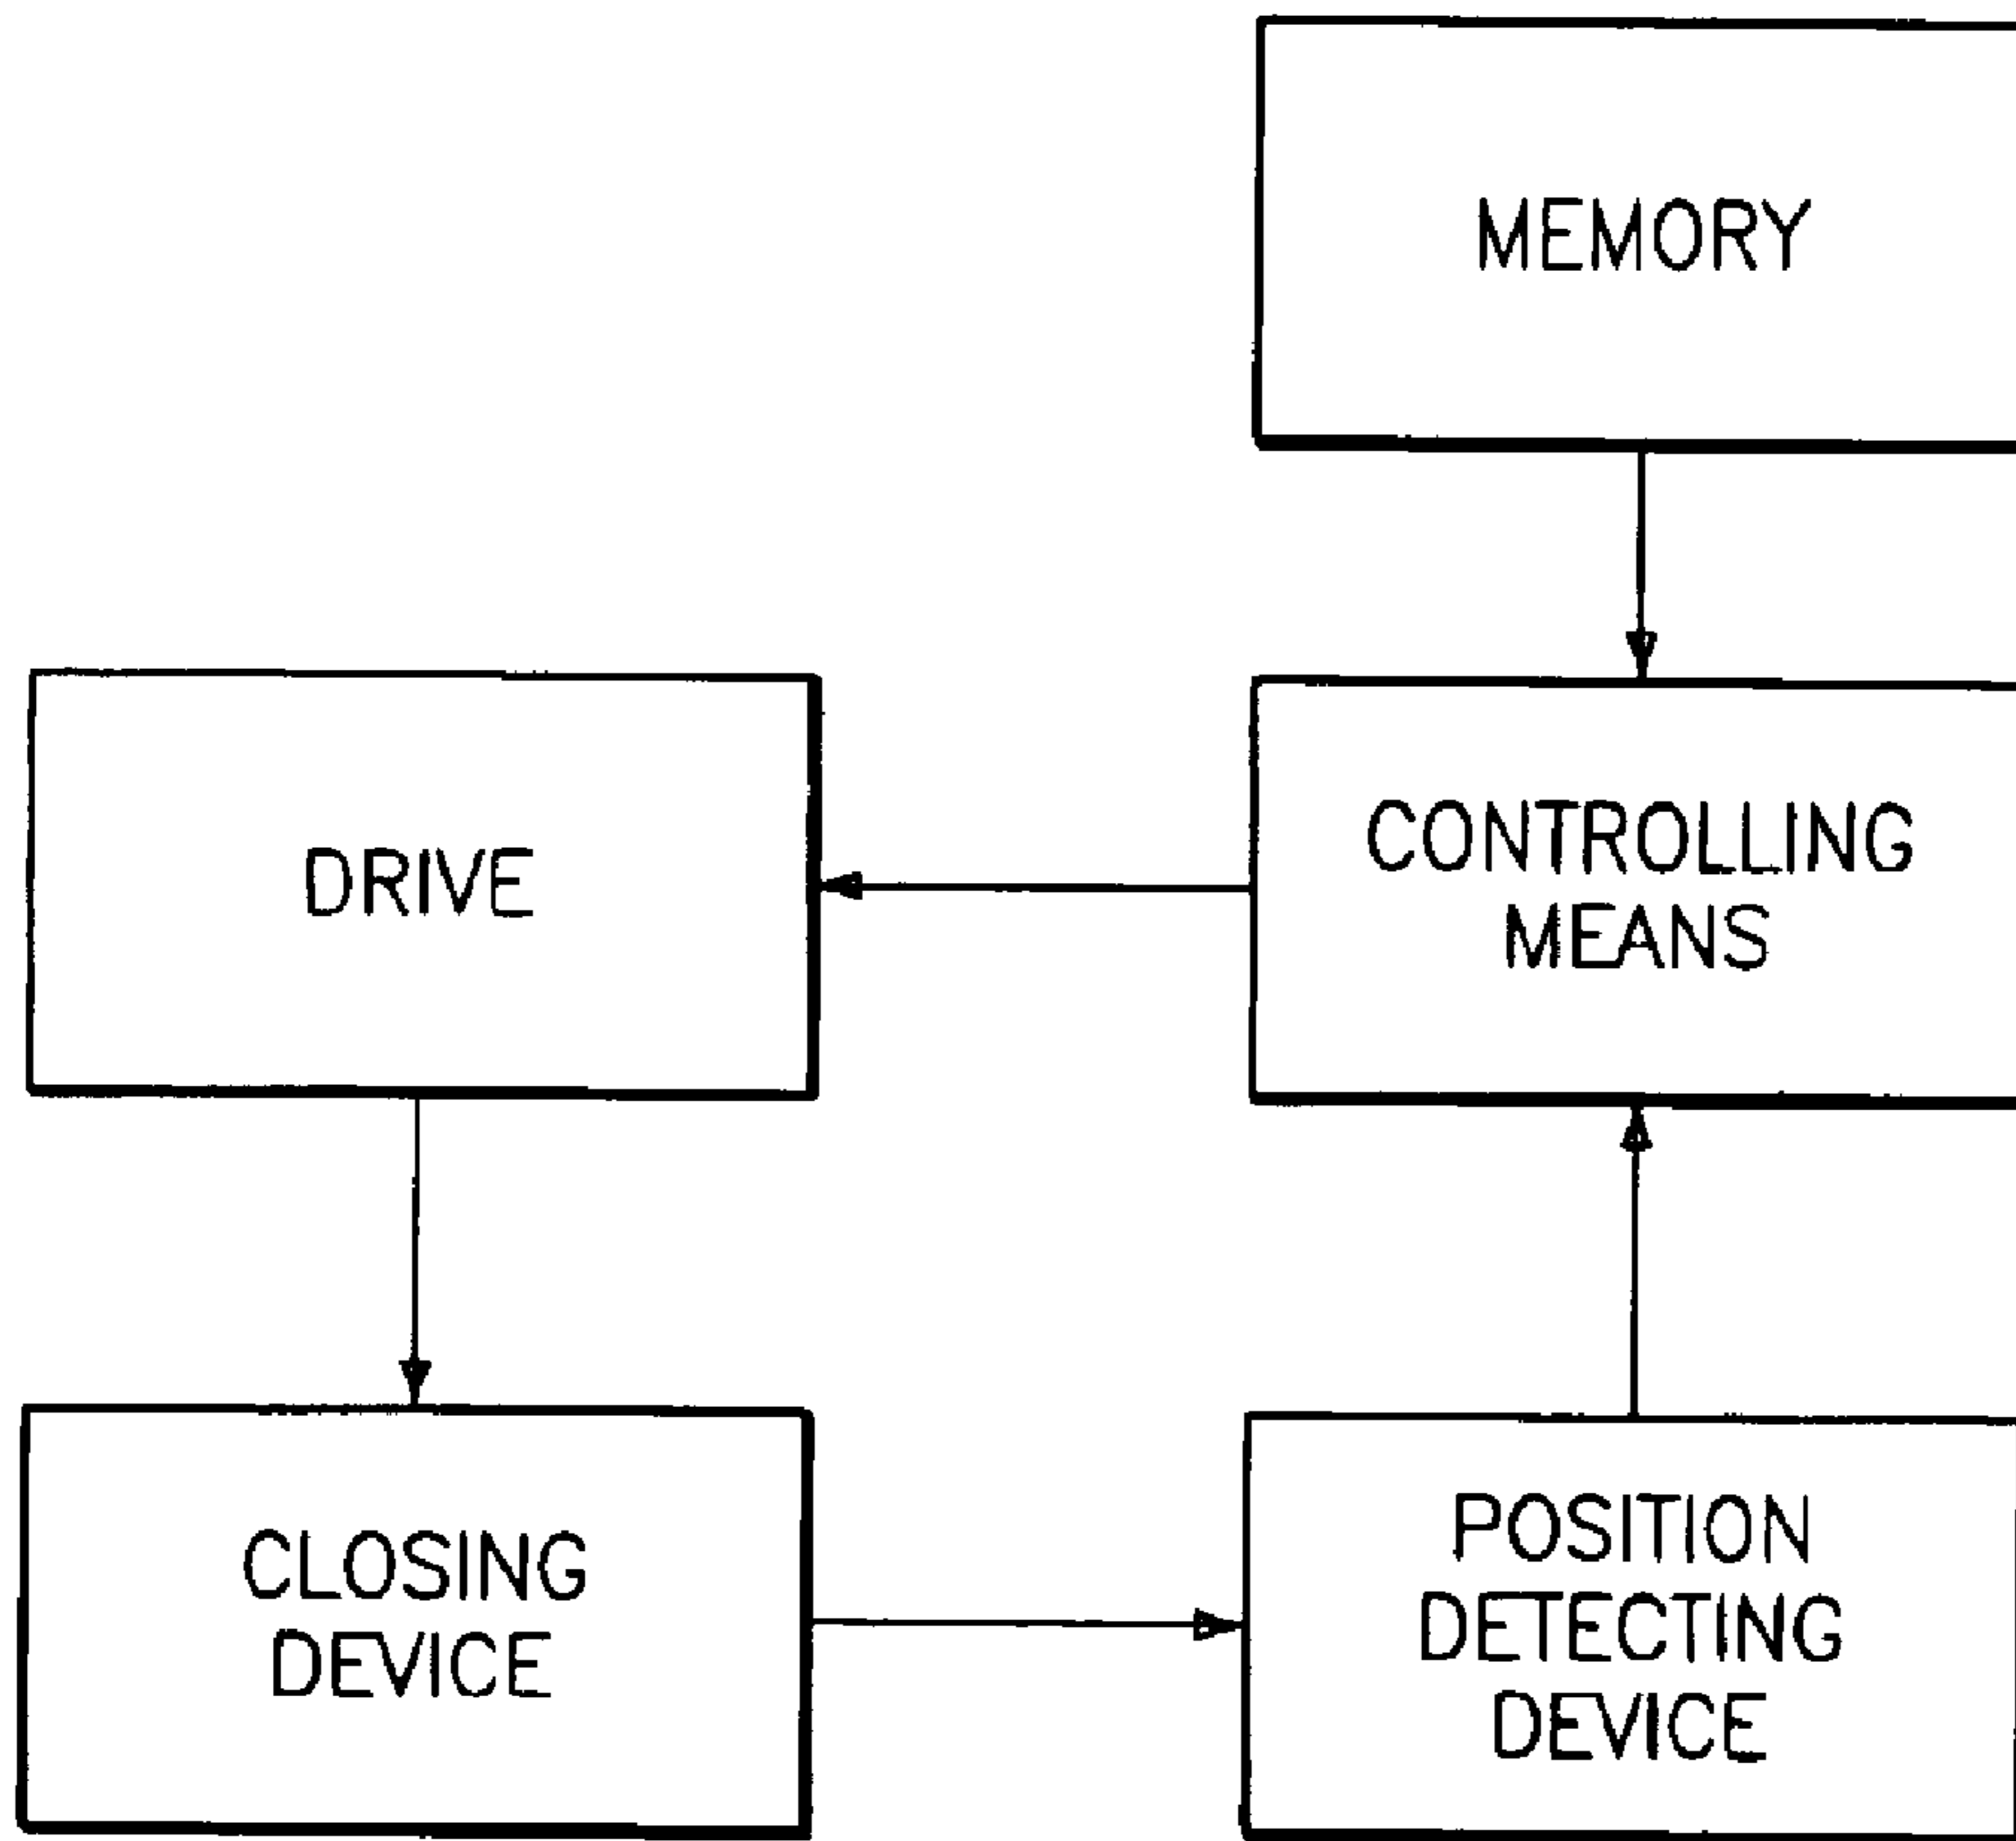 MEMORY
DRIVE
CONTROLLING
MEANS
CLOSING
DEVICE
POSITION
DETECTING
DEVICE